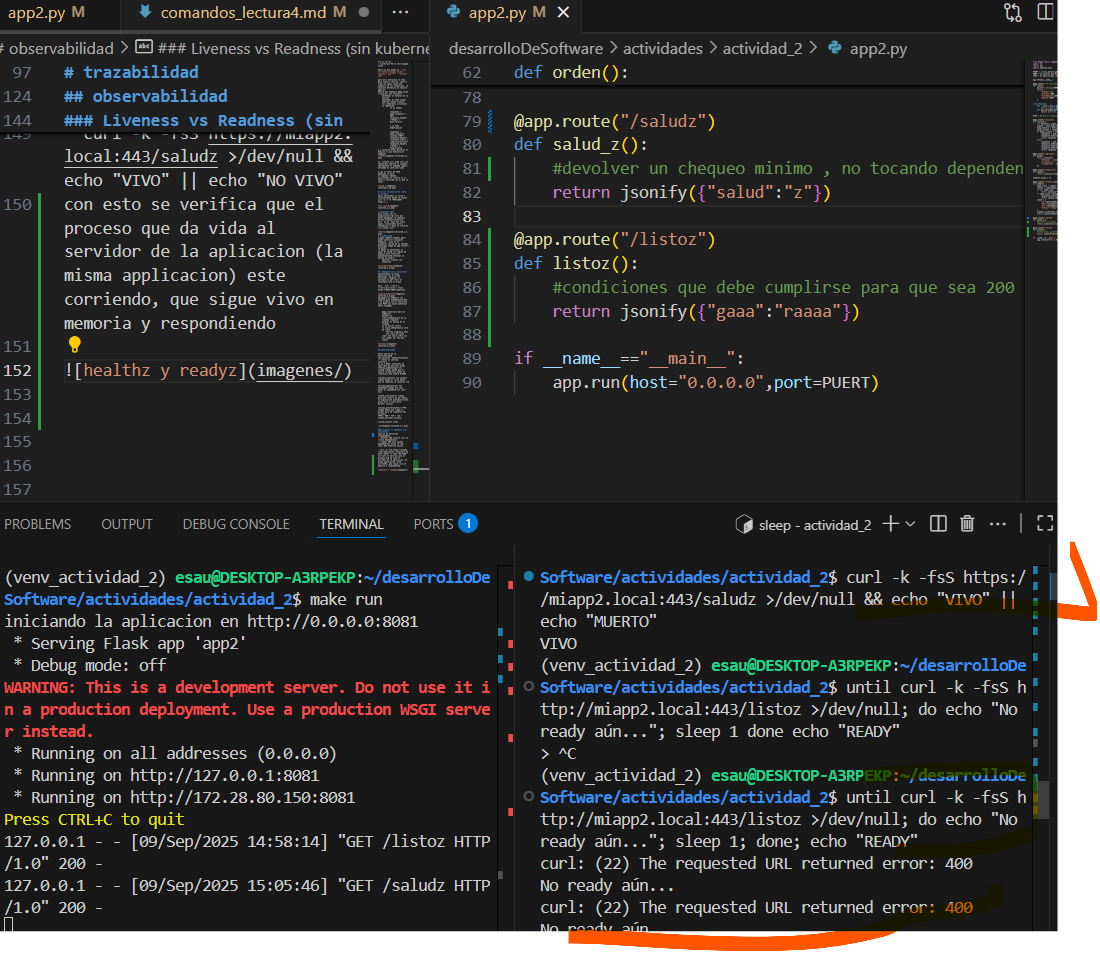 app2.py M
comandos_lectura4.md M
# observabilidad > ### Liveness vs Readness (sin kuberne
97 # trazabilidad
124 ## observabilidad
144 ### Liveness vs Readness (sin
149 curl -k -fsS https://miapp2.
local:443/saludz >/dev/null &&
echo "VIVO" || echo "NO VIVO"
150 con esto se verifica que el
proceso que da vida al
servidor de la aplicacion (la
misma applicacion) este
corriendo, que sigue vivo en
memoria y respondiendo
151
152 ![healthz y readyz](imagenes/)
153
154
155
156
157
app2.py M
desarrolloDeSoftware > actividades > actividad_2 > app2.py
62 def orden():
78
79 @app.route("/saludz")
80 def salud_z():
81 #devolver un chequeo minimo , no tocando dependen
82 return jsonify({"salud":"z"})
83
84 @app.route("/listoz")
85 def listoz():
86 #condiciones que debe cumplirse para que sea 200
87 return jsonify({"gaaa":"raaaa"})
88
89 if __name__=="__main__":
90 app.run(host="0.0.0.0",port=PUERT)
PROBLEMS OUTPUT DEBUG CONSOLE TERMINAL PORTS 1
sleep - actividad_2
(venv_actividad_2) esau@DESKTOP-A3RPEKP:~/desarrolloDe
Software/actividades/actividad_2$ make run
iniciando la aplicacion en http://0.0.0.0:8081
* Serving Flask app 'app2'
* Debug mode: off
WARNING: This is a development server. Do not use it i
n a production deployment. Use a production WSGI serve
r instead.
* Running on all addresses (0.0.0.0)
* Running on http://127.0.0.1:8081
* Running on http://172.28.80.150:8081
Press CTRL+C to quit
127.0.0.1 - - [09/Sep/2025 14:58:14] "GET /listoz HTTP
/1.0" 200 -
127.0.0.1 - - [09/Sep/2025 15:05:46] "GET /saludz HTTP
/1.0" 200 -
Software/actividades/actividad_2$ curl -k -fsS https:/
/miapp2.local:443/saludz >/dev/null && echo "VIVO" ||
echo "MUERTO"
VIVO
(venv_actividad_2) esau@DESKTOP-A3RPEKP:~/desarrolloDe
Software/actividades/actividad_2$ until curl -k -fsS h
ttp://miapp2.local:443/listoz >/dev/null; do echo "No
ready aún..."; sleep 1 done echo "READY"
> ^C
(venv_actividad_2) esau@DESKTOP-A3RPEKP:~/desarrolloDe
Software/actividades/actividad_2$ until curl -k -fsS h
ttp://miapp2.local:443/listoz >/dev/null; do echo "No
ready aún..."; sleep 1; done; echo "READY"
curl: (22) The requested URL returned error: 400
No ready aún...
curl: (22) The requested URL returned error: 400
No ready aún